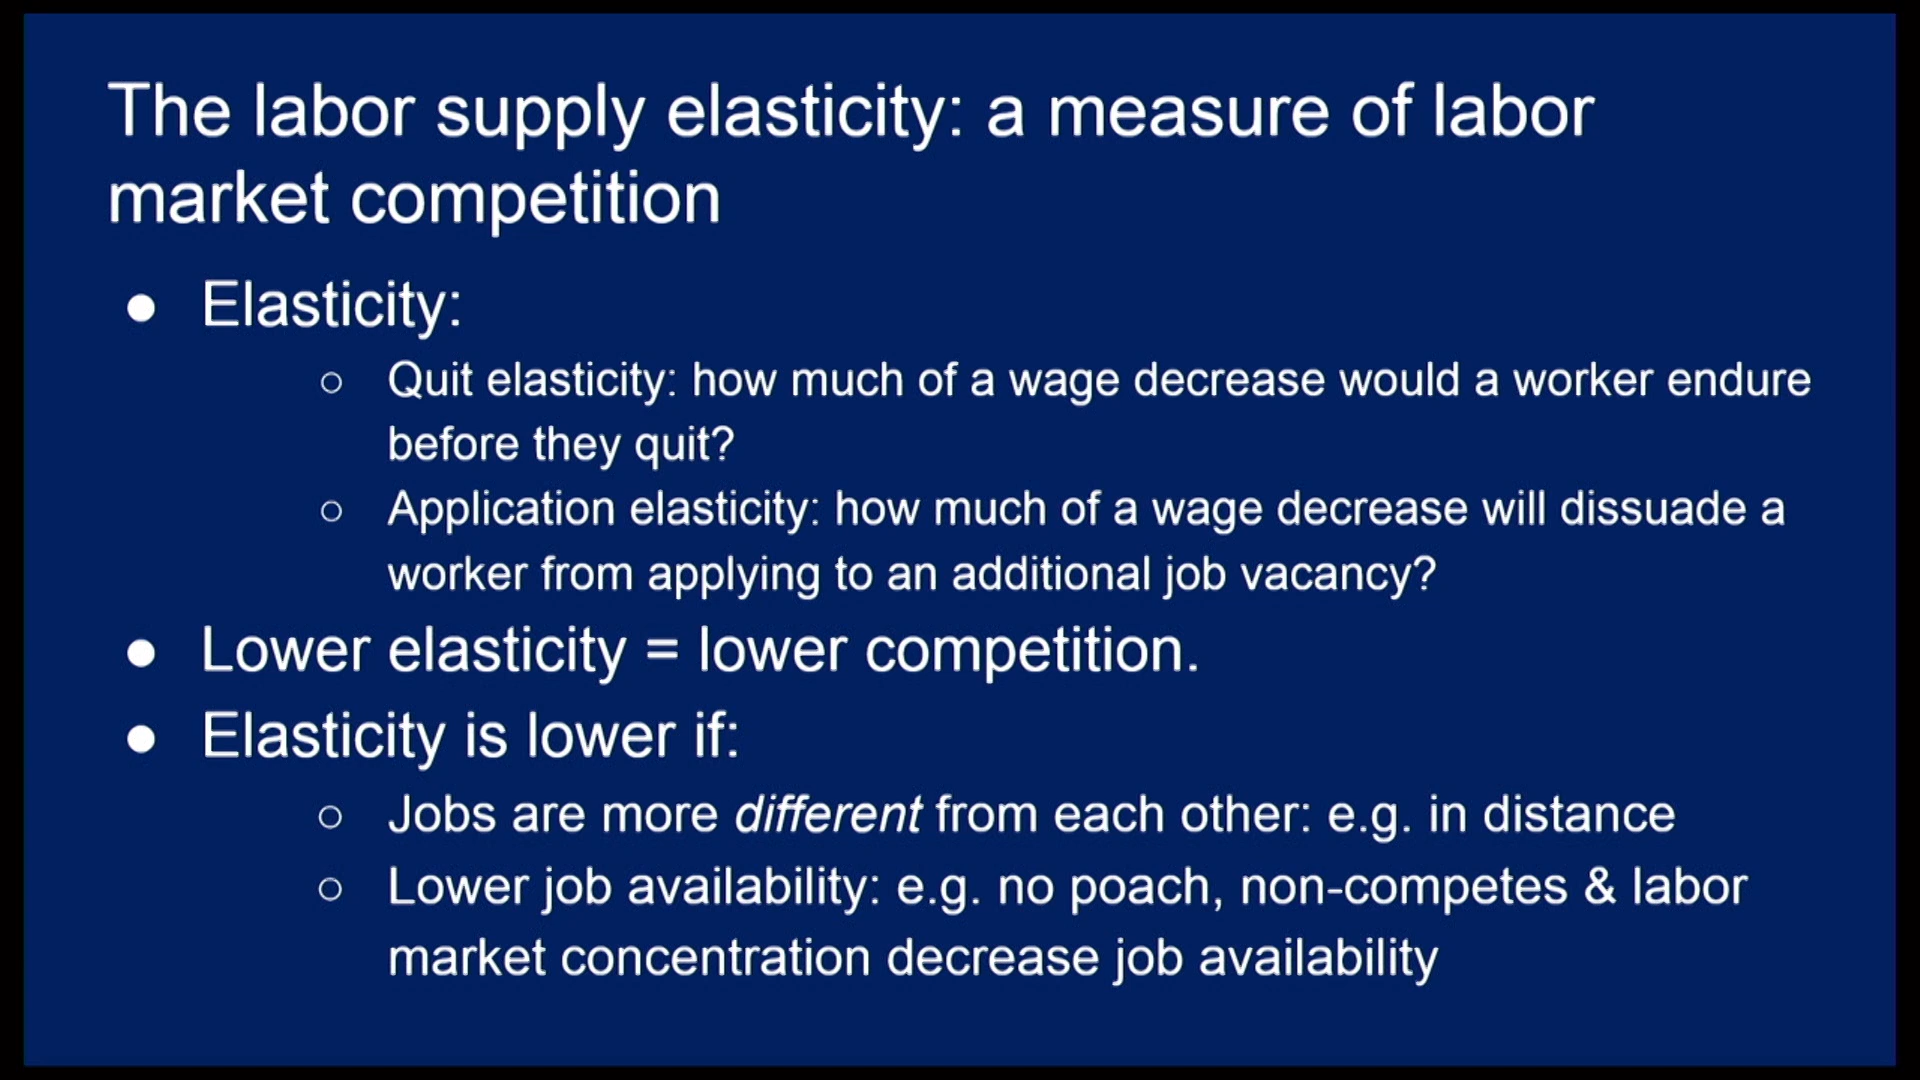 The labor supply elasticity: a measure of labor
market competition
● Elasticity:
○ Quit elasticity: how much of a wage decrease would a worker endure
before they quit?
○ Application elasticity: how much of a wage decrease will dissuade a
worker from applying to an additional job vacancy?
● Lower elasticity = lower competition.
● Elasticity is lower if:
○ Jobs are more different from each other: e.g. in distance
○ Lower job availability: e.g. no poach, non-competes & labor
market concentration decrease job availability